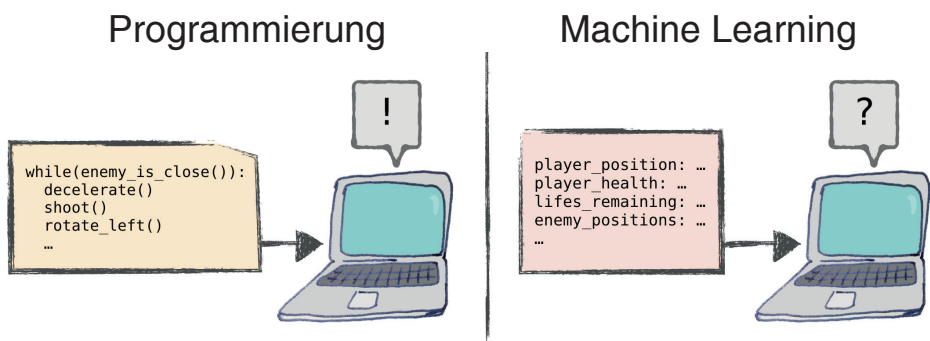 Programmierung
!
while(enemy_is_close()):
decelerate()
shoot()
rotate_left()
…
Machine Learning
?
player_position: …
player_health: …
lifes_remaining: …
enemy_positions: …
…